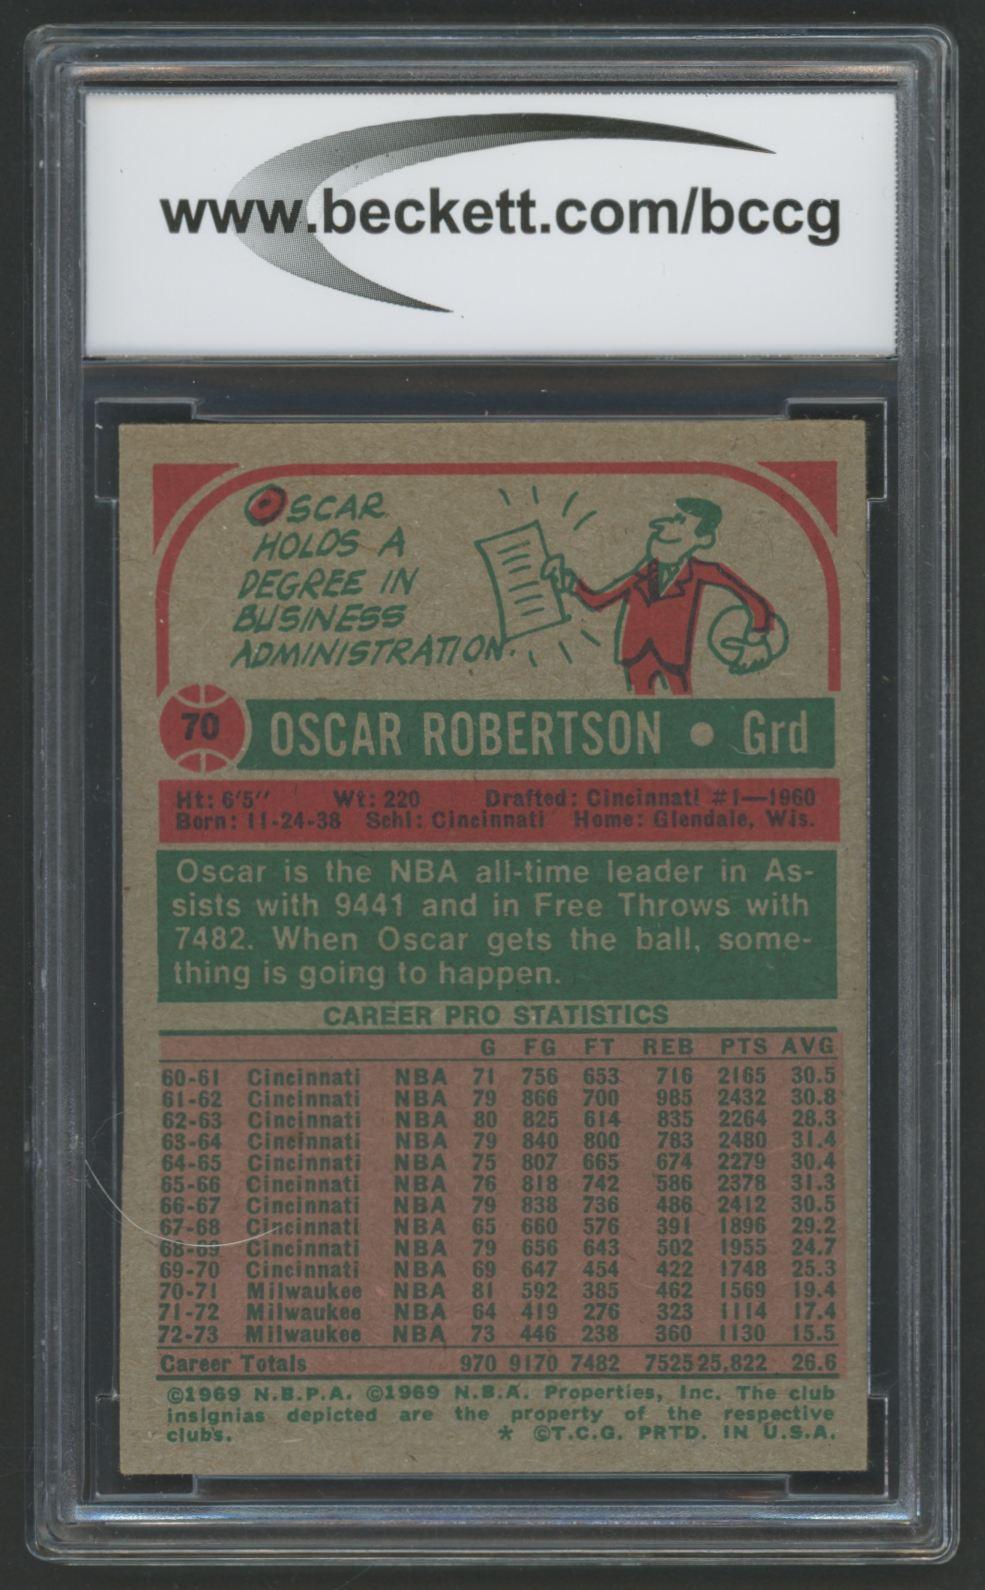 www.beckett.com/bccg
OSCAR
HOLDS A
DEGREE IN
BUSINESS
ADMINISTRATION.
70 OSCAR ROBERTSON • Grd
Ht: 6'5" Wt: 220 Drafted: Cincinnati #1—1960
Born: 11-24-38 Schl: Cincinnati Home: Glendale, Wis.
Oscar is the NBA all-time leader in As-
sists with 9441 and in Free Throws with
7482. When Oscar gets the ball, some-
thing is going to happen.
CAREER PRO STATISTICS
G FG FT REB PTS AVG
60-61 Cincinnati NBA 71 756 653 716 2165 30.5
61-62 Cincinnati NBA 79 866 700 985 2432 30.8
62-63 Cincinnati NBA 80 825 614 835 2264 28.3
63-64 Cincinnati NBA 79 840 800 783 2480 31.4
64-65 Cincinnati NBA 75 807 665 674 2279 30.4
65-66 Cincinnati NBA 76 818 742 586 2378 31.3
66-67 Cincinnati NBA 79 838 736 486 2412 30.5
67-68 Cincinnati NBA 65 660 576 391 1896 29.2
68-69 Cincinnati NBA 79 656 643 502 1955 24.7
69-70 Cincinnati NBA 69 647 454 422 1748 25.3
70-71 Milwaukee NBA 81 592 385 462 1569 19.4
71-72 Milwaukee NBA 64 419 276 323 1114 17.4
72-73 Milwaukee NBA 73 446 238 360 1130 15.5
Career Totals 970 9170 7482 7525 25,822 26.6
©1969 N.B.P.A. ©1969 N.B.A. Properties, Inc. The club
insignias depicted are the property of the respective
clubs. * ©T.C.G. PRTD. IN U.S.A.